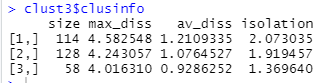 > clust3$clusinfo
     size max_diss   av_diss isolation
[1,]  114 4.582548 1.2109335  2.073035
[2,]  128 4.243057 1.0764527  1.919457
[3,]   58 4.016310 0.9286252  1.369640
>